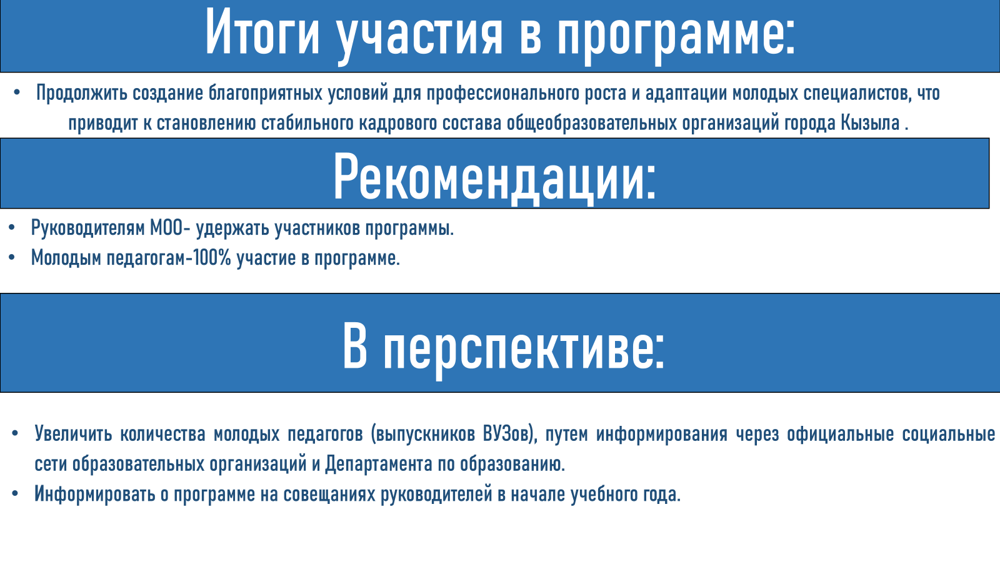 Итоги участия в программе:
• Продолжить создание благоприятных условий для профессионального роста и адаптации молодых специалистов, что
приводит к становлению стабильного кадрового состава общеобразовательных организаций города Кызыла .
Рекомендации:
• Руководителям МОО- удержать участников программы.
• Молодым педагогам-100% участие в программе.
В перспективе:
• Увеличить количества молодых педагогов (выпускников ВУЗов), путем информирования через официальные социальные
сети образовательных организаций и Департамента по образованию.
• Информировать о программе на совещаниях руководителей в начале учебного года.